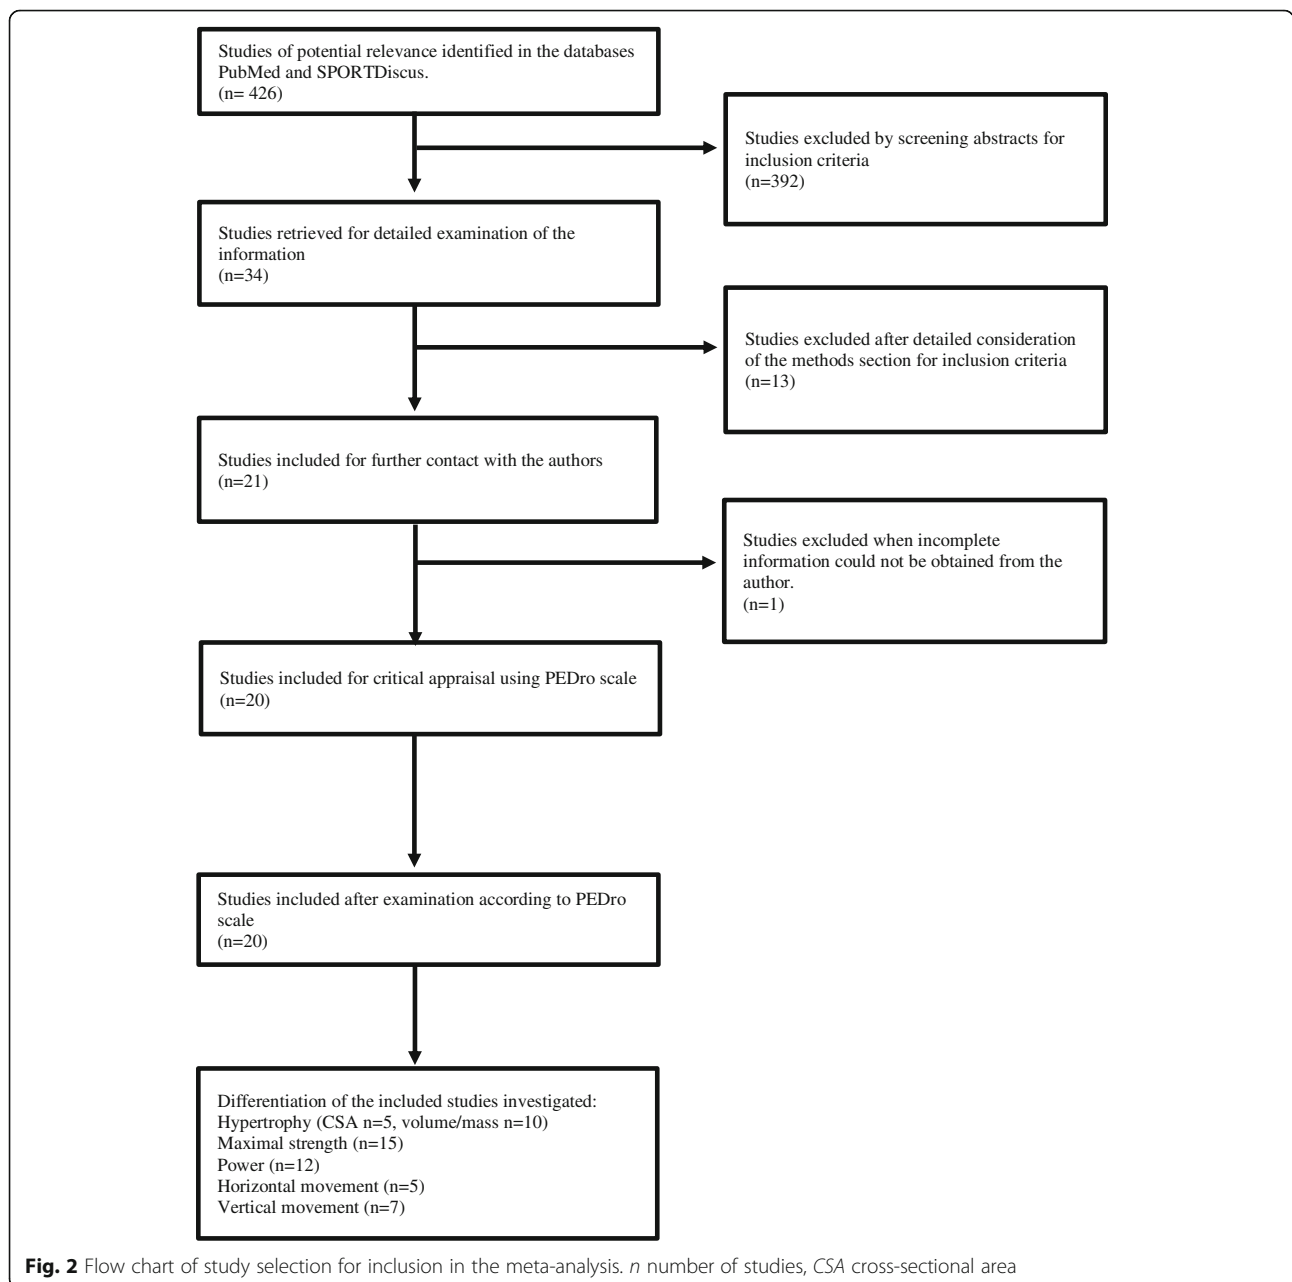 Studies of potential relevance identified in the databases
PubMed and SPORTDiscus.
(n= 426)
Studies excluded by screening abstracts for
inclusion criteria
(n=392)
Studies retrieved for detailed examination of the
information
(n=34)
Studies excluded after detailed consideration
of the methods section for inclusion criteria
(n=13)
Studies included for further contact with the authors
(n=21)
Studies excluded when incomplete
information could not be obtained from the
author.
(n=1)
Studies included for critical appraisal using PEDro scale
(n=20)
Studies included after examination according to PEDro
scale
(n=20)
Differentiation of the included studies investigated:
Hypertrophy (CSA n=5, volume/mass n=10)
Maximal strength (n=15)
Power (n=12)
Horizontal movement (n=5)
Vertical movement (n=7)
Fig. 2 Flow chart of study selection for inclusion in the meta-analysis. n number of studies, CSA cross-sectional area